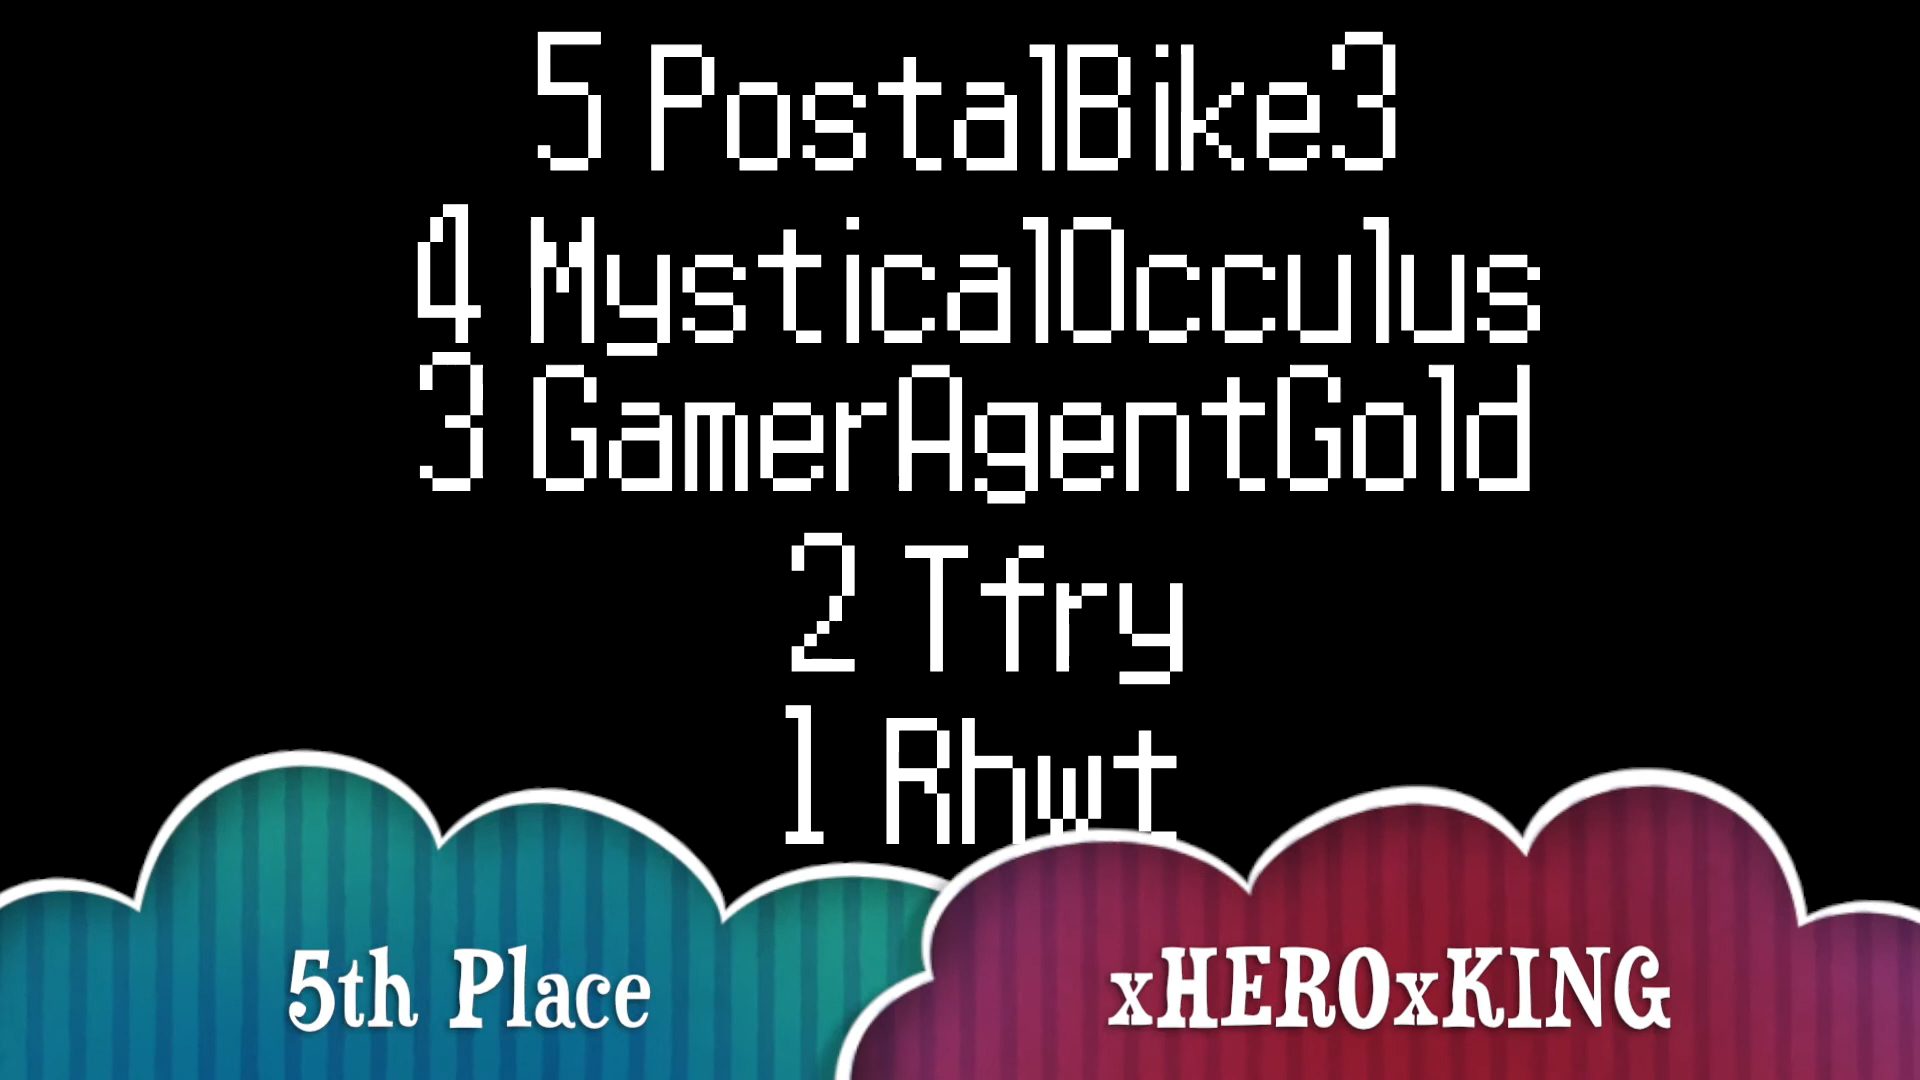 5 PostalBike3
4 MysticalOcculus
3 GamerAgentGold
2 Tfry
1 Rhwt
5th Place
xHEROxKING